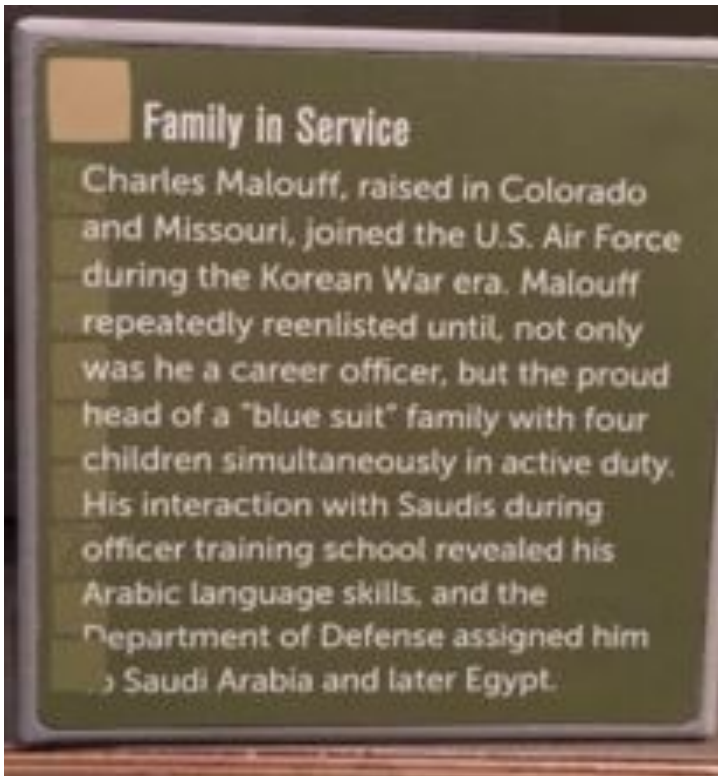 Family in Service
Charles Malouff, raised in Colorado
and Missouri, joined the U.S. Air Force
during the Korean War era. Malouff
repeatedly reenlisted until, not only
was he a career officer, but the proud
head of a "blue suit" family with four
children simultaneously in active duty.
His interaction with Saudis during
officer training school revealed his
Arabic language skills, and the
Department of Defense assigned him
to Saudi Arabia and later Egypt.